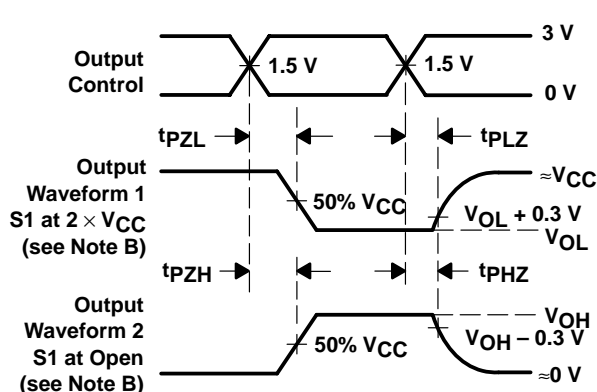 3 V
Output
Control
1.5 V
1.5 V
0 V
tPZL
tPLZ
Output
Waveform 1
S1 at 2 × VCC
(see Note B)
≈VCC
50% VCC
VOL + 0.3 V
VOL
tPZH
tPHZ
Output
Waveform 2
S1 at Open
(see Note B)
VOH
50% VCC
VOH − 0.3 V
≈0 V